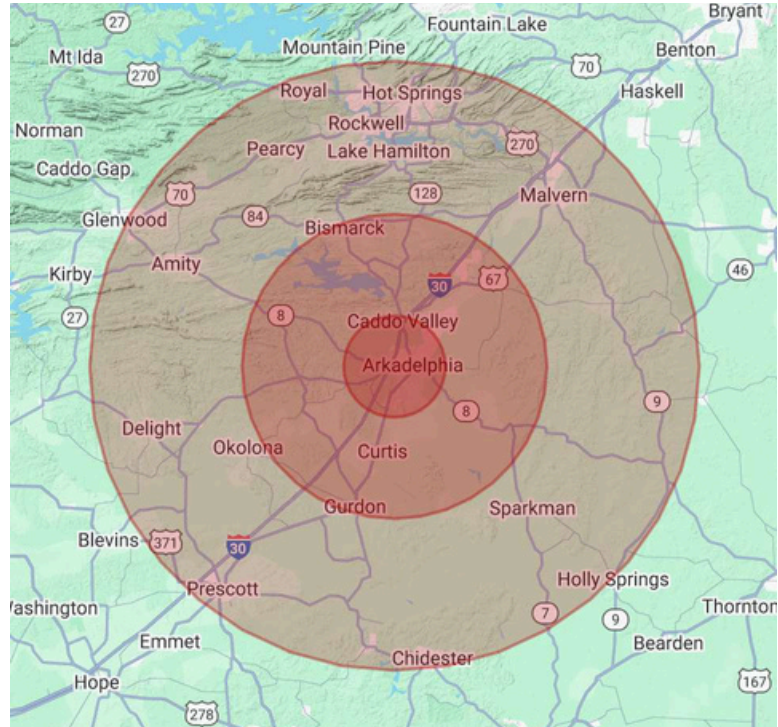 Bryant
27
Fountain Lake
Mt Ida
Mountain Pine
Benton
270
70
Royal
Hot Springs
Haskell
Norman
Rockwell
Pearcy
Lake Hamilton
270
Caddo Gap
70
128
Malvern
Glenwood
84
Bismarck
Amity
Kirby
46
30
67
27
8
Caddo Valley
Arkadelphia
9
8
Delight
Okolona
Curtis
Gurdon
Sparkman
Blevins
371
30
Prescott
Holly Springs
Washington
7
9
Thornton
Emmet
Bearden
Chidester
Hope
167
278